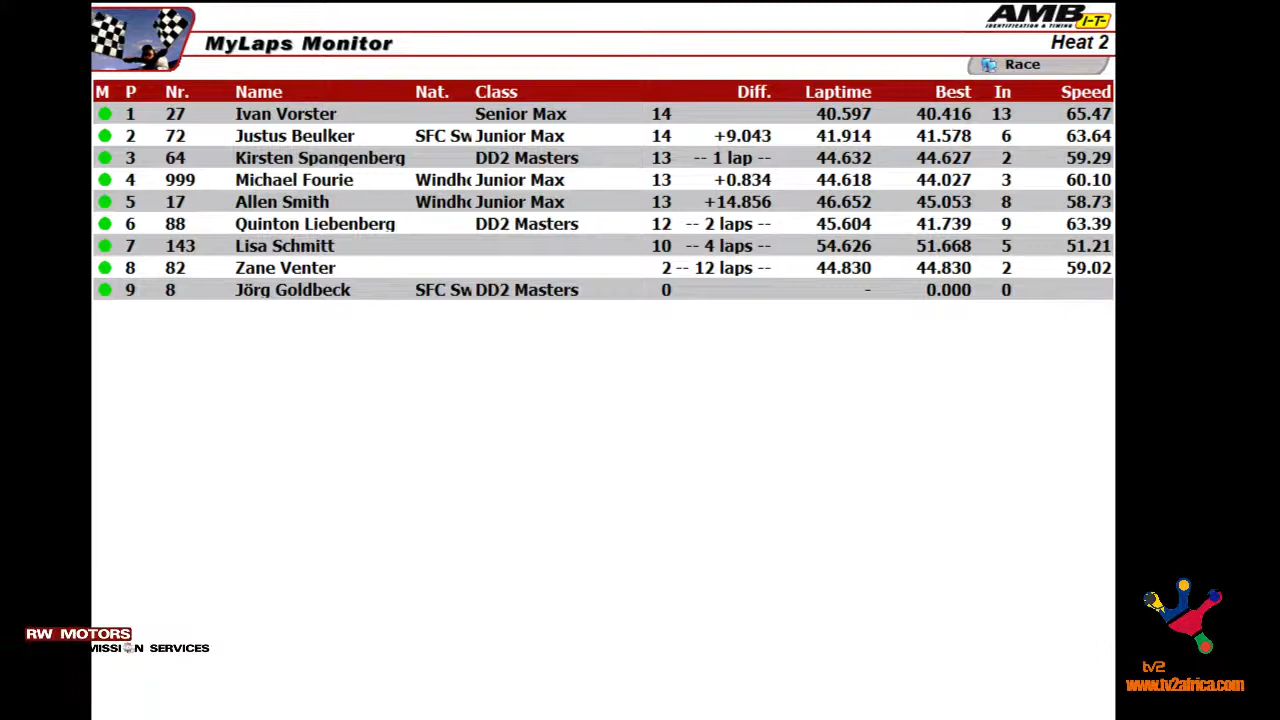 AMB i-T-
IDENTIFICATION & TIMING
MyLaps Monitor
Heat 2
Race
M P Nr. Name Nat. Class Diff. Laptime Best In Speed
1 27 Ivan Vorster Senior Max 14 40.597 40.416 13 65.47
2 72 Justus Beulker SFC Sw Junior Max 14 +9.043 41.914 41.578 6 63.64
3 64 Kirsten Spangenberg DD2 Masters 13 -- 1 lap -- 44.632 44.627 2 59.29
4 999 Michael Fourie Windho Junior Max 13 +0.834 44.618 44.027 3 60.10
5 17 Allen Smith Windho Junior Max 13 +14.856 46.652 45.053 8 58.73
6 88 Quinton Liebenberg DD2 Masters 12 -- 2 laps -- 45.604 41.739 9 63.39
7 143 Lisa Schmitt 10 -- 4 laps -- 54.626 51.668 5 51.21
8 82 Zane Venter 2 -- 12 laps -- 44.830 44.830 2 59.02
9 8 Jörg Goldbeck SFC Sw DD2 Masters 0 - 0.000 0
RW MOTORS
MISSION SERVICES
tv2
www.tv2africa.com